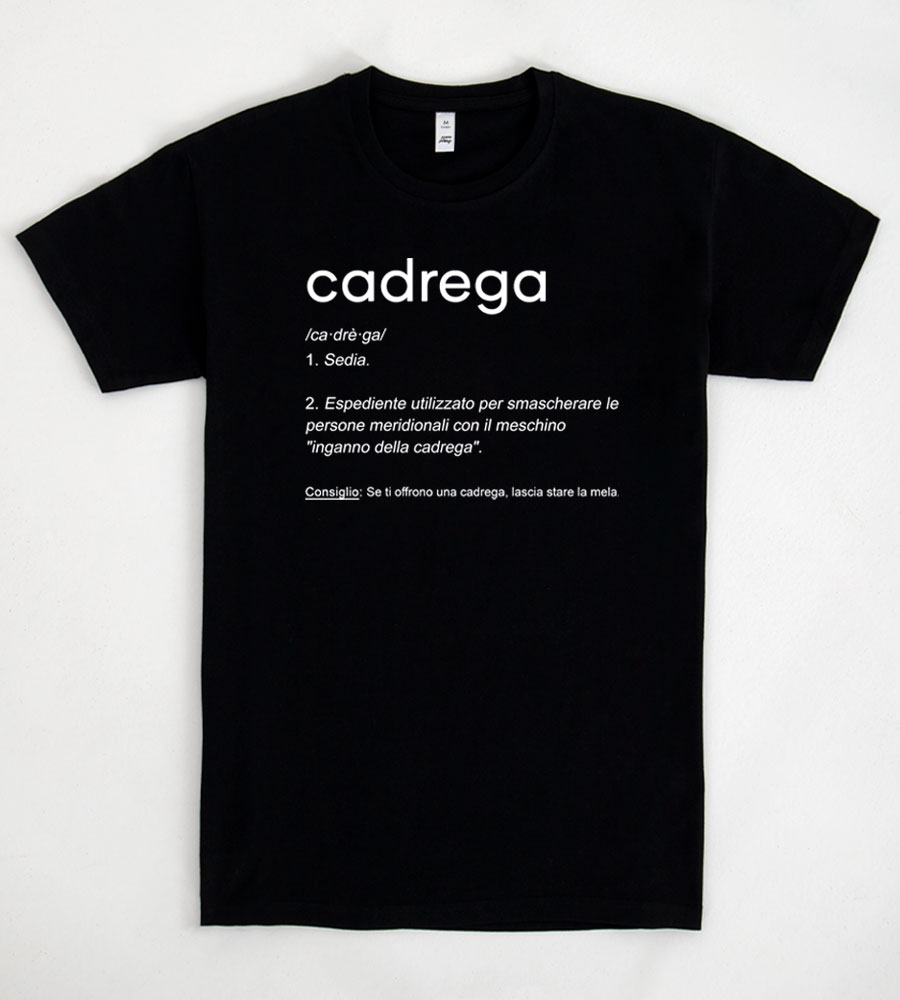 M
cadrega
/ca·drè·ga/
1. Sedia.
2. Espediente utilizzato per smascherare le
persone meridionali con il meschino
"inganno della cadrega".
Consiglio: Se ti offrono una cadrega, lascia stare la mela.